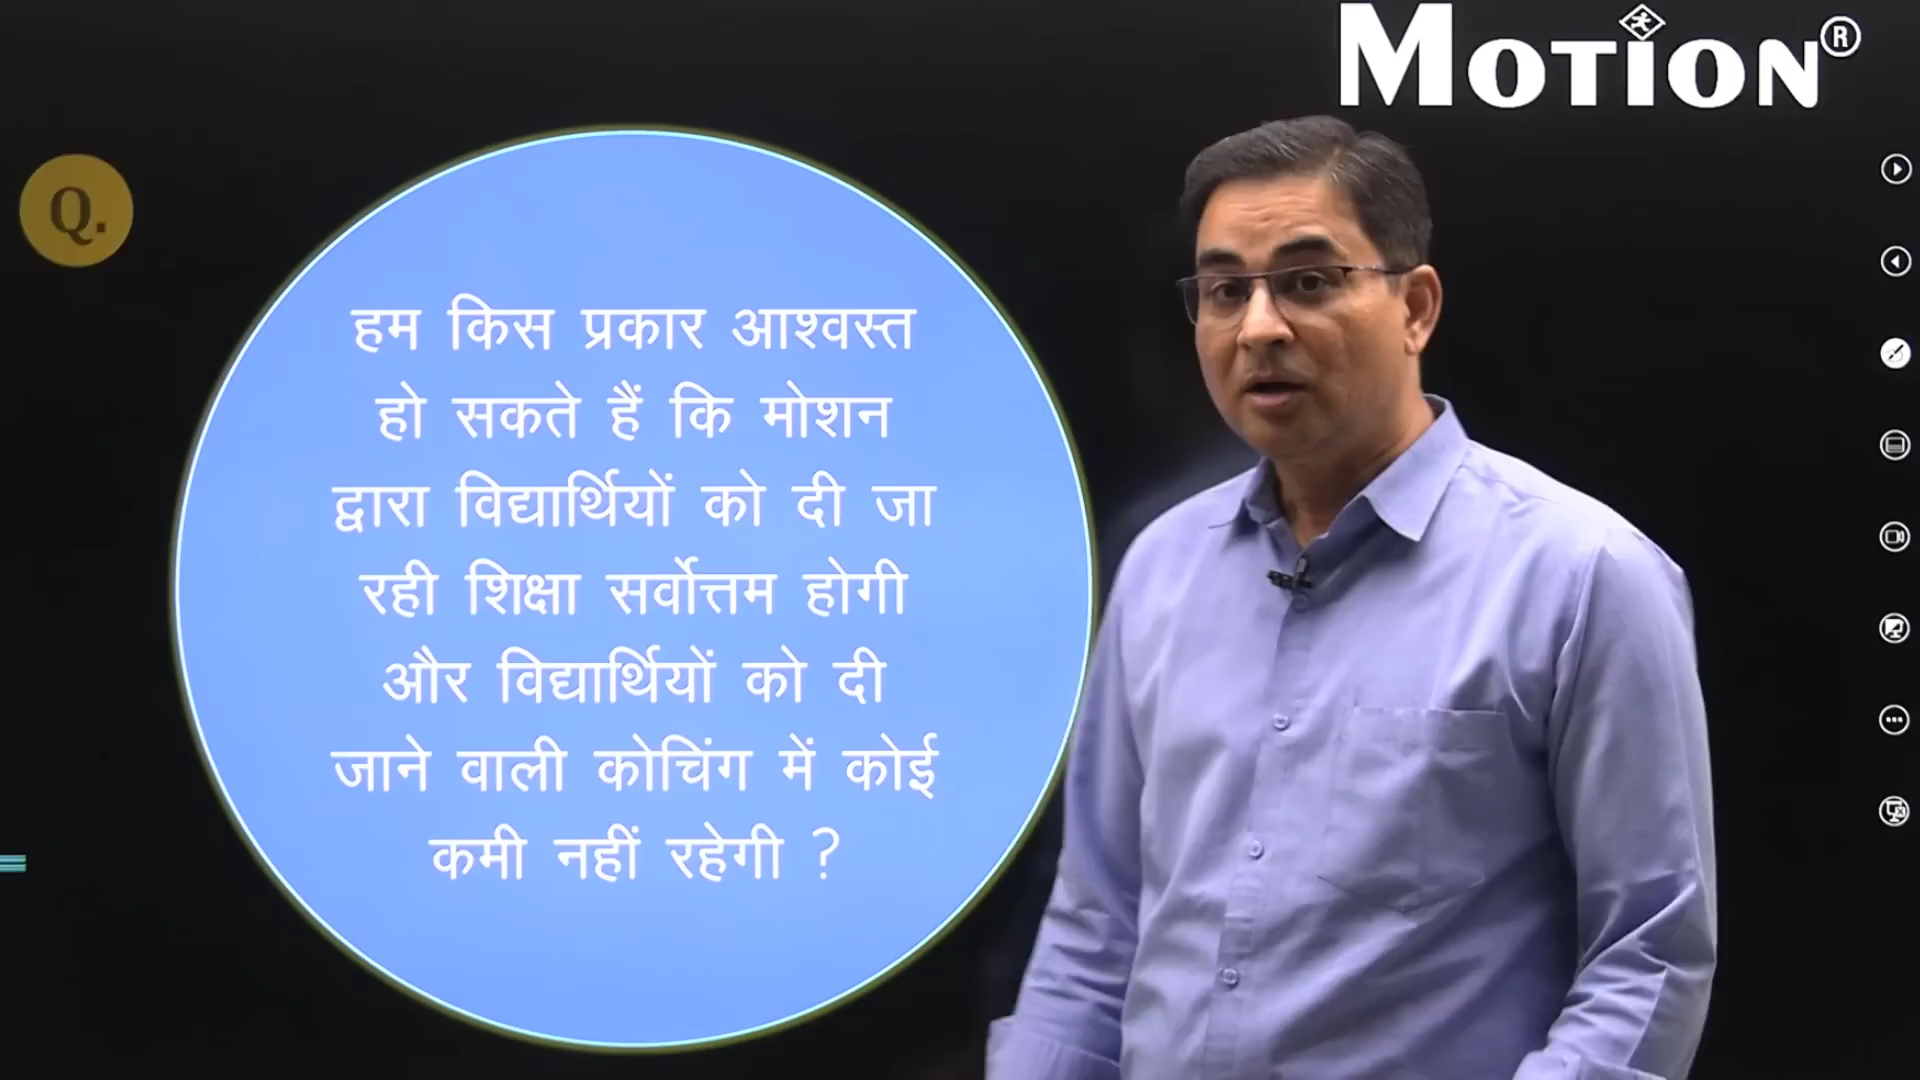 MOTION®
Q.
हम किस प्रकार आश्वस्त
हो सकते हैं कि मोशन
द्वारा विद्यार्थियों को दी जा
रही शिक्षा सर्वोत्तम होगी
और विद्यार्थियों को दी
जाने वाली कोचिंग में कोई
कमी नहीं रहेगी ?